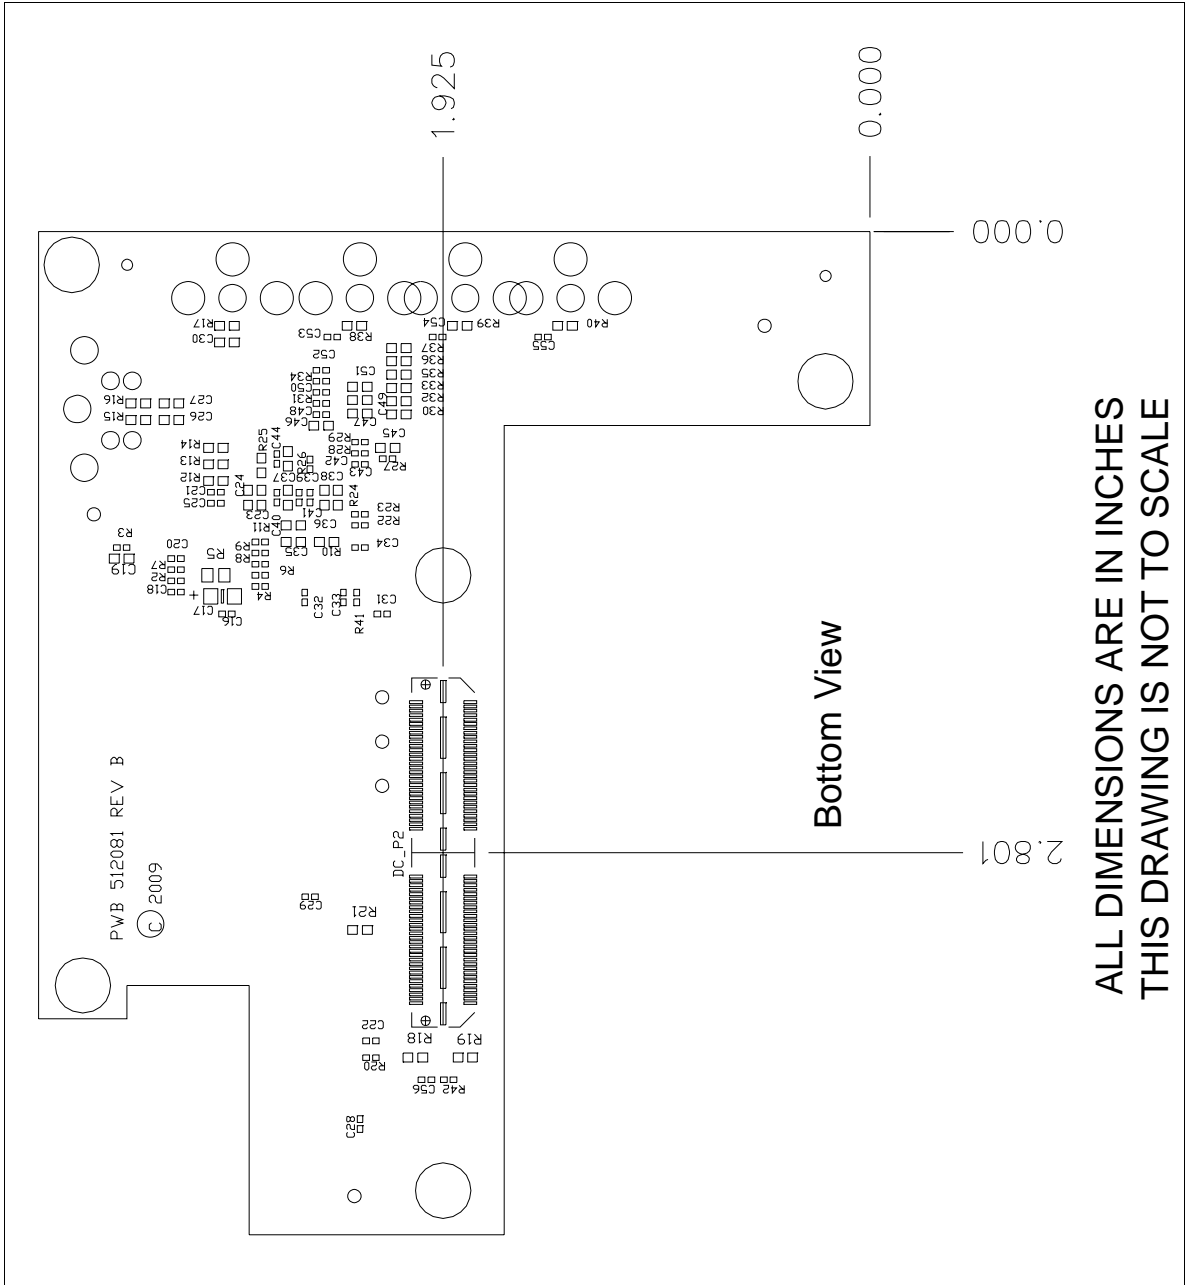 1.925
0.000
0.000
R17
C30
C53
R38
C54
R39
C55
R40
C52
R37
R36
R35
R33
R32
R30
R34
C50
R31
C48
C46
C51
C49
C47
R16
R15
C27
C26
R14
R13
R12
C21
C25
R25
C44
R26
R29
R28
C42
C43
C45
R27
C24
C23
C37
C39
C38
C41
R24
R23
R22
C40
R11
C36
C35
R10
C34
R3
C19
C20
R7
R2
C18
R5
R9
R8
R6
R4
+
C17
C16
C32
C33
R41
C31
PWB 512081 REV B
C 2009
DC_P2
2.801
Bottom View
C29
R21
C22
R20
R18
R19
C56
R42
C28
ALL DIMENSIONS ARE IN INCHES
THIS DRAWING IS NOT TO SCALE